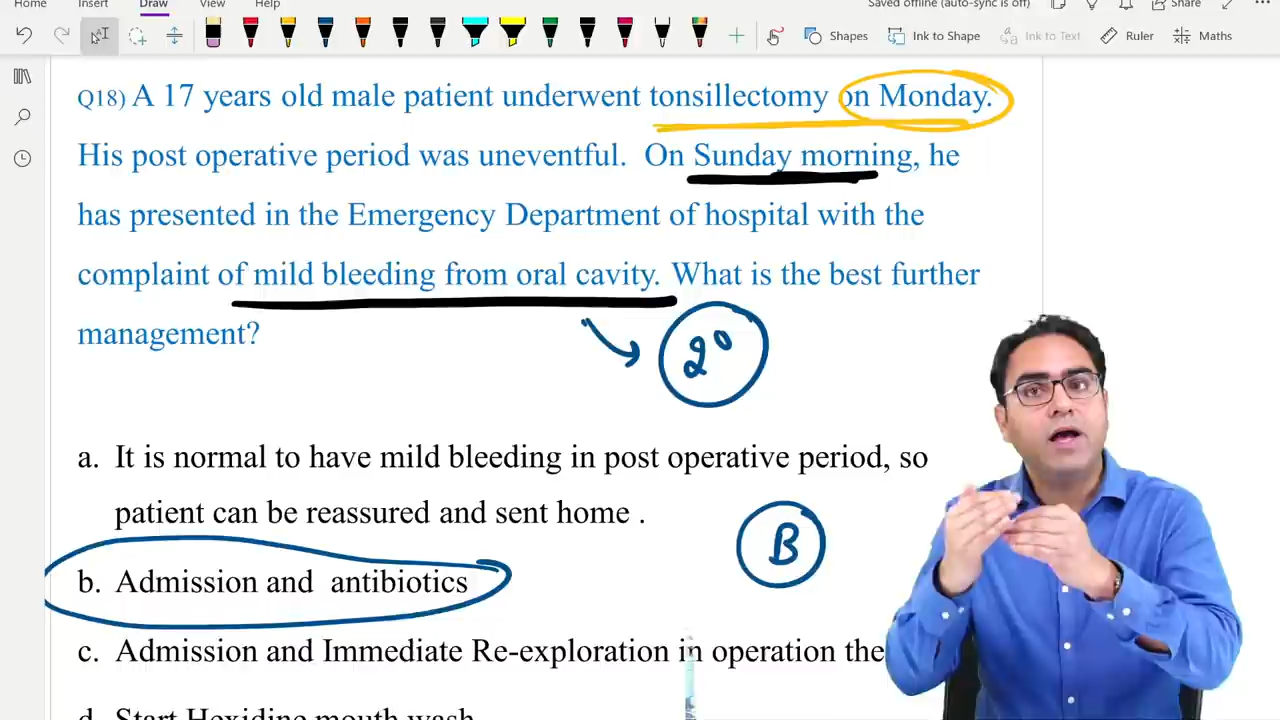 Home Insert Draw View Help Saved offline (auto-sync is off) Share
Shapes Ink to Shape Ink to Text Ruler Maths
Q18) A 17 years old male patient underwent tonsillectomy on Monday.
His post operative period was uneventful. On Sunday morning, he
has presented in the Emergency Department of hospital with the
complaint of mild bleeding from oral cavity. What is the best further
management?
2⁰
a. It is normal to have mild bleeding in post operative period, so
patient can be reassured and sent home .
B
b. Admission and antibiotics
c. Admission and Immediate Re-exploration in operation the
d. Start Hexidine mouth wash